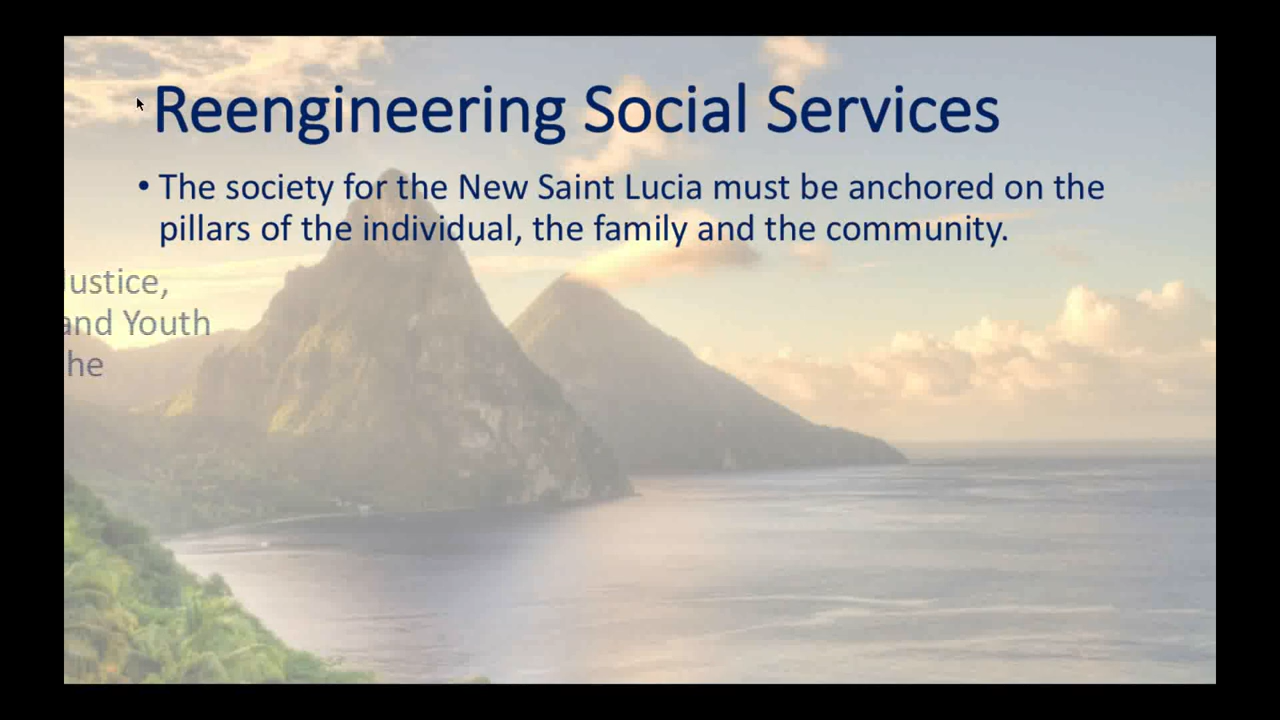 Reengineering Social Services
• The society for the New Saint Lucia must be anchored on the
pillars of the individual, the family and the community.
ustice,
and Youth
he